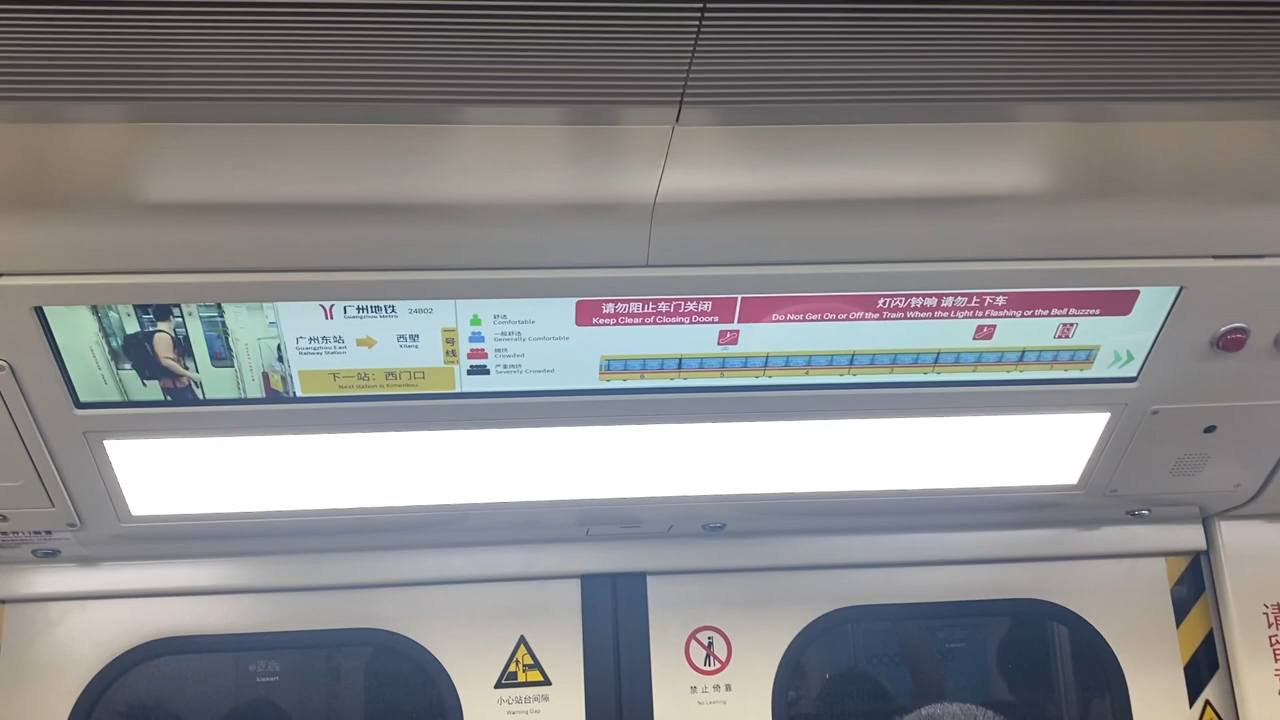 广州地铁 24B02
Guangzhou Metro
广州东站
Guangzhou East
Railway Station
西塱
Xilang
一号线
Line 1
下一站：西门口
Next station is Ximenkou
舒适
Comfortable
一般舒适
Generally Comfortable
拥挤
Crowded
严重拥挤
Severely Crowded
请勿阻止车门关闭
Keep Clear of Closing Doors
灯闪/铃响 请勿上下车
Do Not Get On or Off the Train When the Light Is Flashing or the Bell Buzzes
6 5 4 3 2 1
小心站台间隙
Warning Gap
禁止倚靠
No Leaning
请